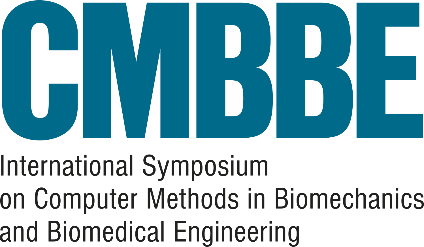 CMBBE
International Symposium
on Computer Methods in Biomechanics
and Biomedical Engineering